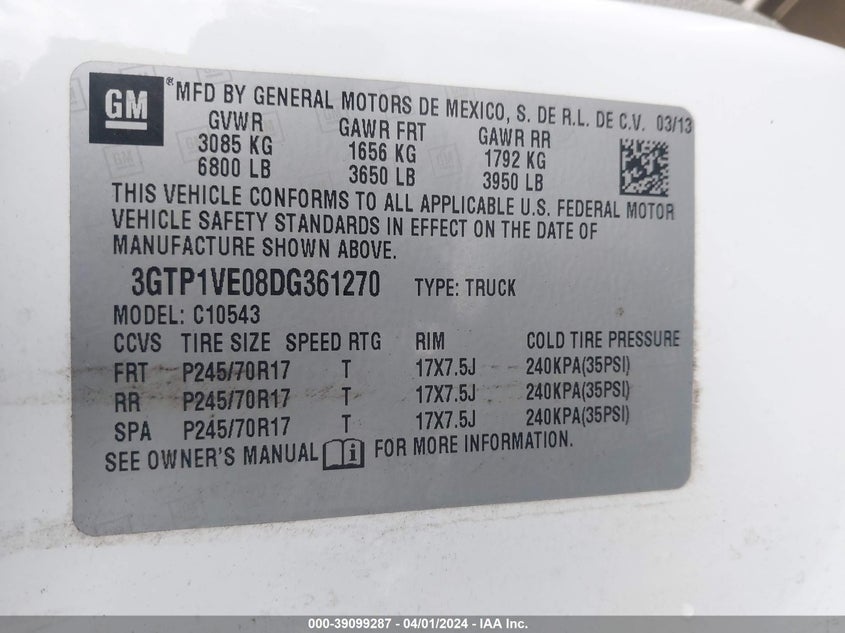 GM ® MFD BY GENERAL MOTORS DE MEXICO, S. DE R.L. DE C.V. 03/13
GVWR GAWR FRT GAWR RR
3085 KG 1656 KG 1792 KG
6800 LB 3650 LB 3950 LB
THIS VEHICLE CONFORMS TO ALL APPLICABLE U.S. FEDERAL MOTOR
VEHICLE SAFETY STANDARDS IN EFFECT ON THE DATE OF
MANUFACTURE SHOWN ABOVE.
3GTP1VE08DG361270 TYPE: TRUCK
MODEL: C10543
CCVS TIRE SIZE SPEED RTG RIM COLD TIRE PRESSURE
FRT P245/70R17 T 17X7.5J 240KPA(35PSI)
RR P245/70R17 T 17X7.5J 240KPA(35PSI)
SPA P245/70R17 T 17X7.5J 240KPA(35PSI)
SEE OWNER'S MANUAL i FOR MORE INFORMATION.
000-39099287 - 04/01/2024 - IAA Inc.